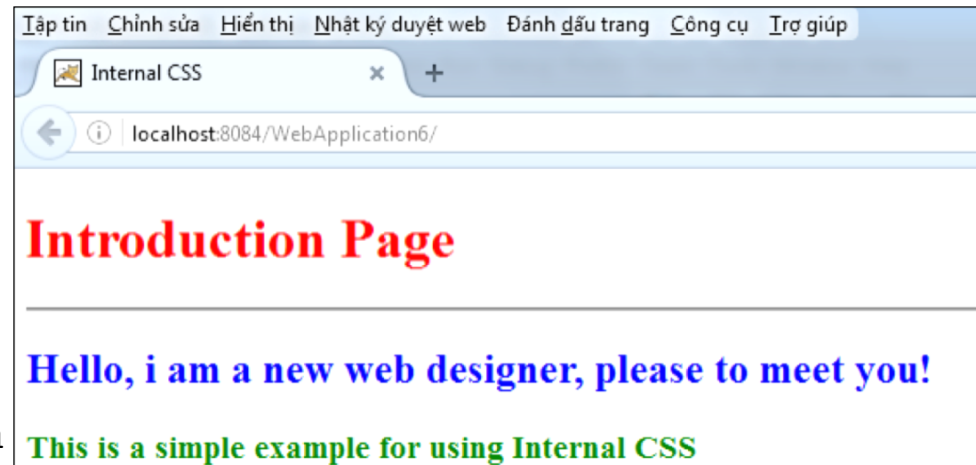 Tập tin Chỉnh sửa Hiển thị Nhật ký duyệt web Đánh dấu trang Công cụ Trợ giúp
Internal CSS
localhost:8084/WebApplication6/
Introduction Page
Hello, i am a new web designer, please to meet you!
This is a simple example for using Internal CSS